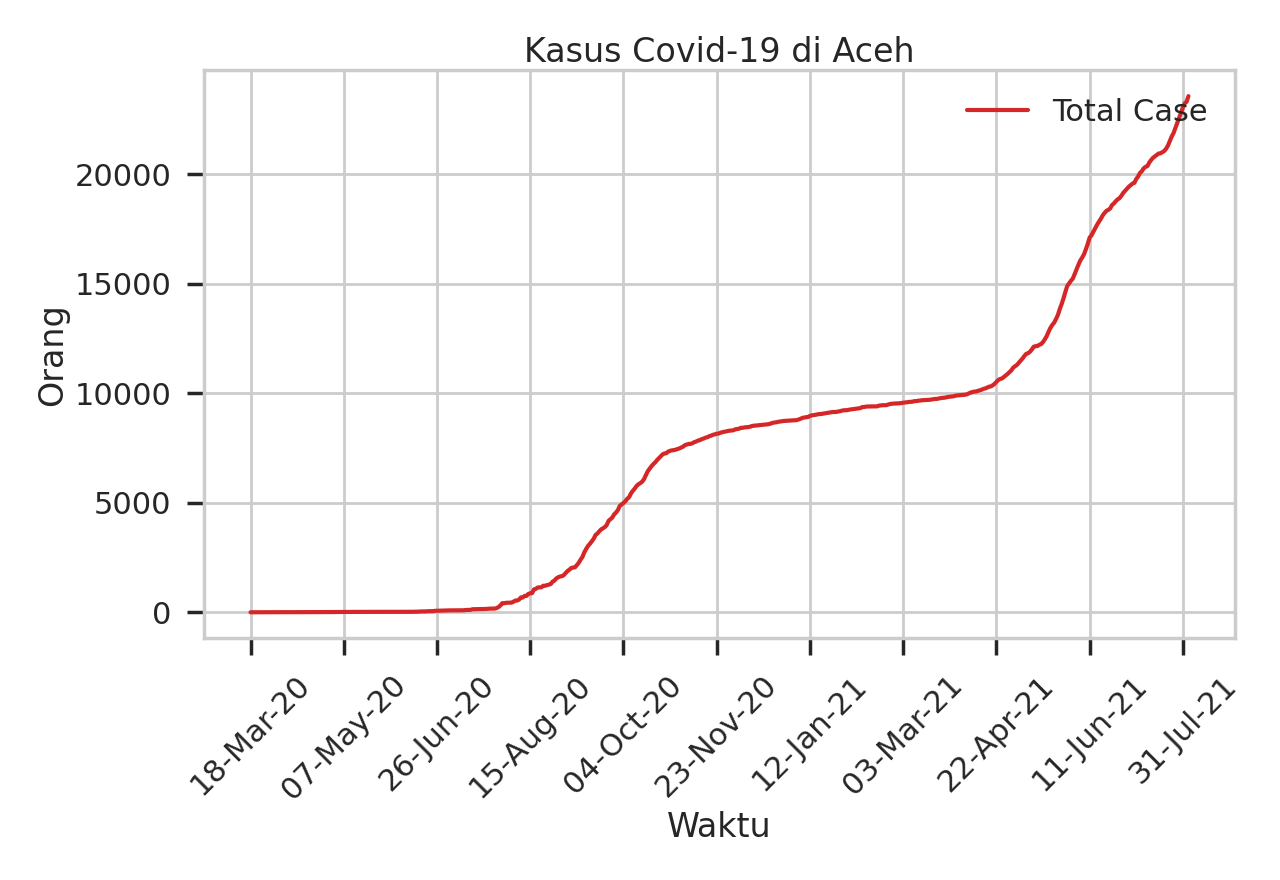 Kasus Covid-19 di Aceh
Total Case
Orang
20000
15000
10000
5000
0
18-Mar-20
07-May-20
26-Jun-20
15-Aug-20
04-Oct-20
23-Nov-20
12-Jan-21
03-Mar-21
22-Apr-21
11-Jun-21
31-Jul-21
Waktu